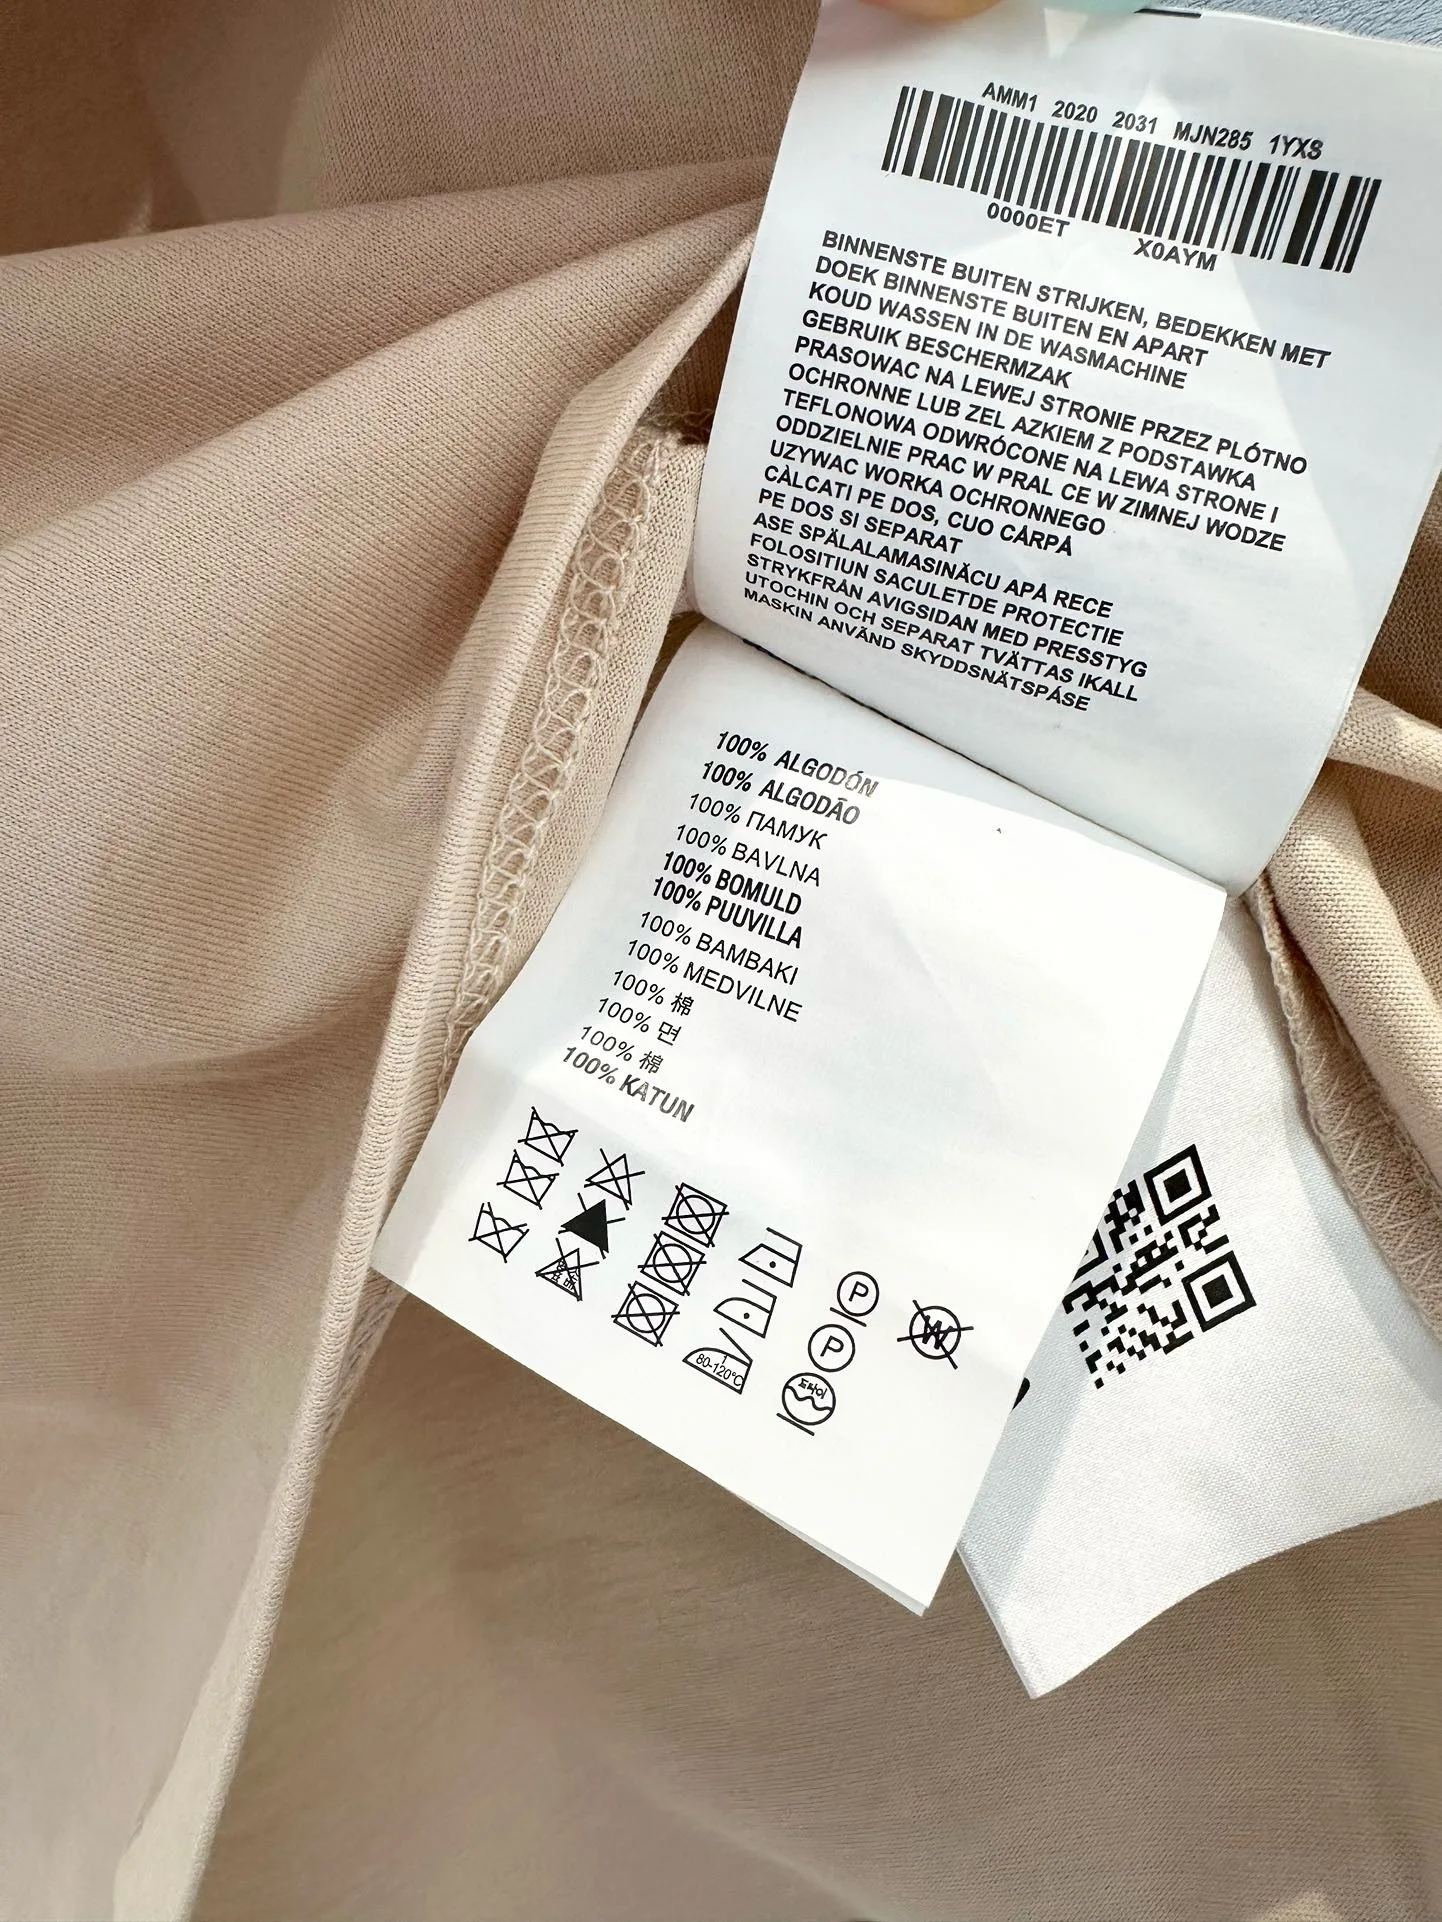 AMM1 2020 2031 MJN285 1YXS
0000ET X0AYM
BINNENSTE BUITEN STRIJKEN, BEDEKKEN MET
DOEK BINNENSTE BUITEN EN APART
KOUD WASSEN IN DE WASMACHINE
GEBRUIK BESCHERMZAK
PRASOWAC NA LEWEJ STRONIE PRZEZ PLÓTNO
OCHRONNE LUB ZEL AZKIEM Z PODSTAWKA
TEFLONOWA ODWRÓCONE NA LEWA STRONE I
ODDZIELNIE PRAC W PRAL CE W ZIMNEJ WODZE
UZYWAC WORKA OCHRONNEGO
CÀLCATI PE DOS, CUO CÂRPÅ
PE DOS SI SEPARAT
ASE SPÄLALAMASINĂCU APÅ RECE
FOLOSITIUN SACULETDE PROTECTIE
STRYKFRÅN AVIGSIDAN MED PRESSTYG
UTOCHIN OCH SEPARAT TVÄTTAS IKALL
MASKIN ANVÄND SKYDDSNÄTSPÅSE
100% ALGODÓN
100% ALGODÃO
100% ПАМУК
100% BAVLNA
100% BOMULD
100% PUUVILLA
100% BAMBAKI
100% MEDVILNE
100% 棉
100% 면
100% 棉
100% KATUN
P
W
P
80-120℃
드라이